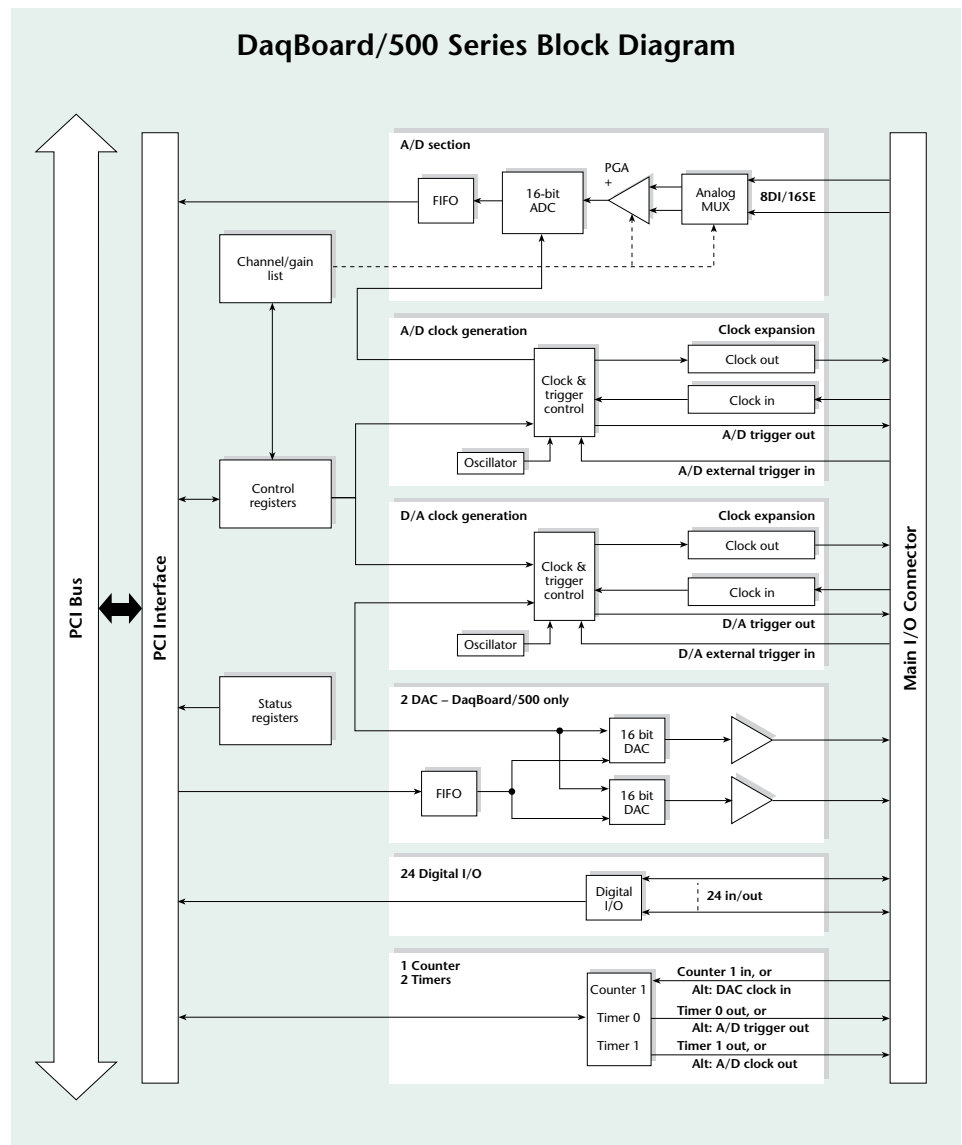 DaqBoard/500 Series Block Diagram
A/D section
PGA
+
FIFO
16-bit
ADC
Analog
MUX
8DI/16SE
Channel/gain
list
A/D clock generation
Clock expansion
Clock out
Clock &
trigger
control
Clock in
A/D trigger out
Oscillator
A/D external trigger in
Control
registers
D/A clock generation
Clock expansion
Clock out
Clock &
trigger
control
Clock in
D/A trigger out
Oscillator
D/A external trigger in
PCI Bus
PCI Interface
Main I/O Connector
Status
registers
2 DAC – DaqBoard/500 only
16 bit
DAC
FIFO
16 bit
DAC
24 Digital I/O
Digital
I/O
24 in/out
1 Counter
2 Timers
Counter 1
Timer 0
Timer 1
Counter 1 in, or
Alt: DAC clock in
Timer 0 out, or
Alt: A/D trigger out
Timer 1 out, or
Alt: A/D clock out